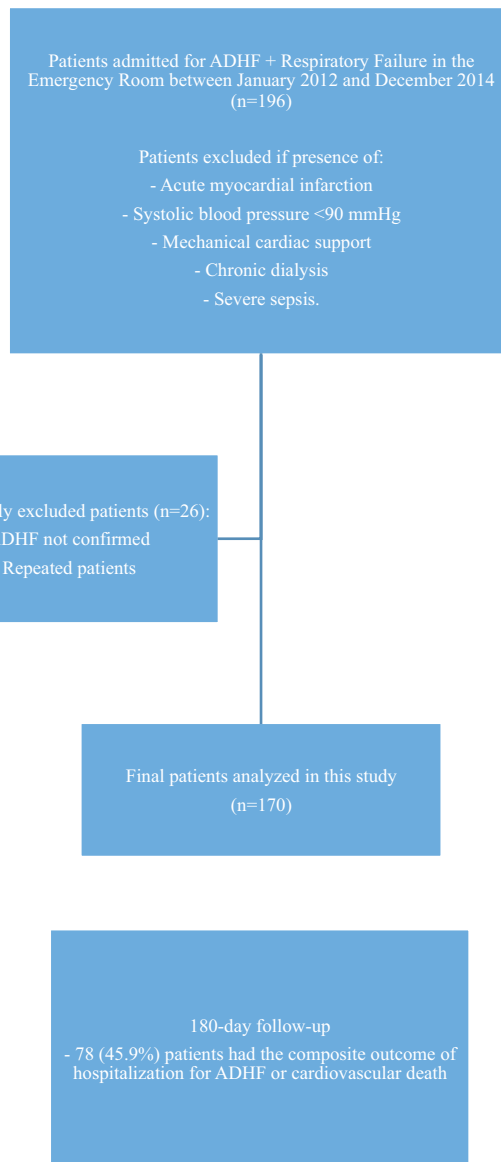 Patients admitted for ADHF + Respiratory Failure in the
Emergency Room between January 2012 and December 2014
(n=196)
Patients excluded if presence of:
- Acute myocardial infarction
- Systolic blood pressure <90 mmHg
- Mechanical cardiac support
- Chronic dialysis
- Severe sepsis.
excluded patients (n=26):
not confirmed
Repeated patients
Final patients analyzed in this study
(n=170)
180-day follow-up
- 78 (45.9%) patients had the composite outcome of
hospitalization for ADHF or cardiovascular death